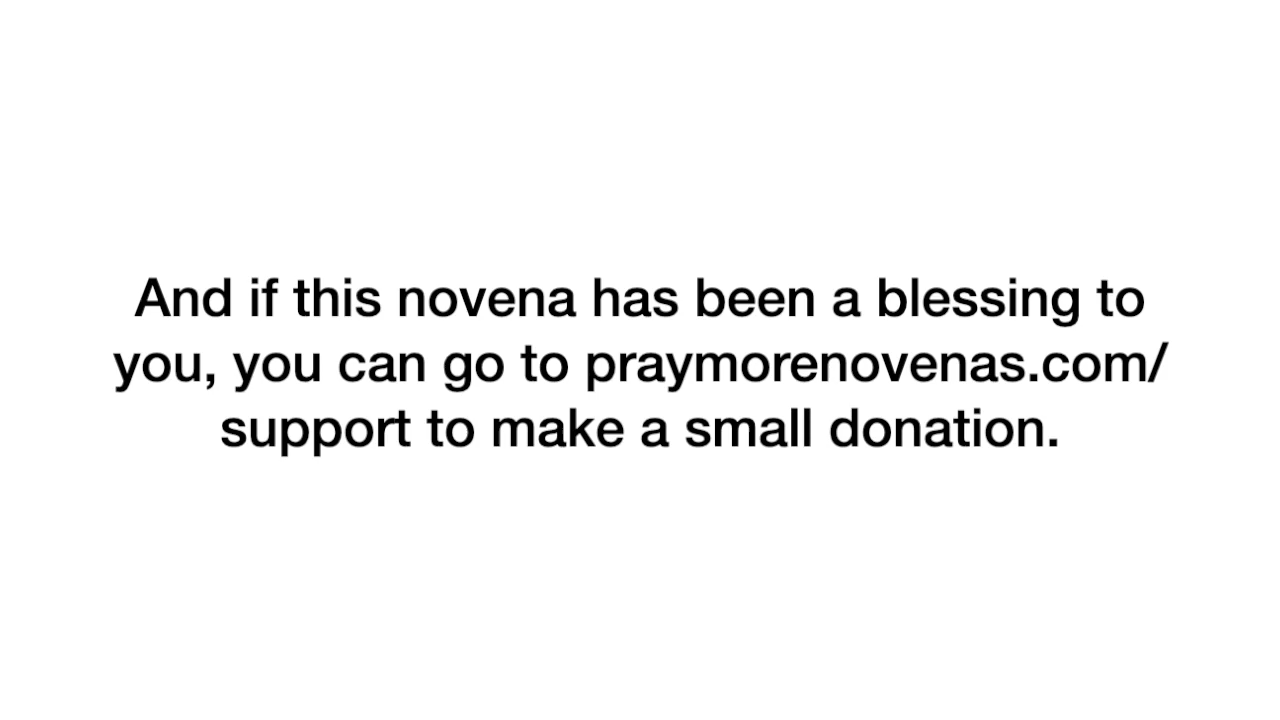 And if this novena has been a blessing to
you, you can go to praymorenovenas.com/
support to make a small donation.